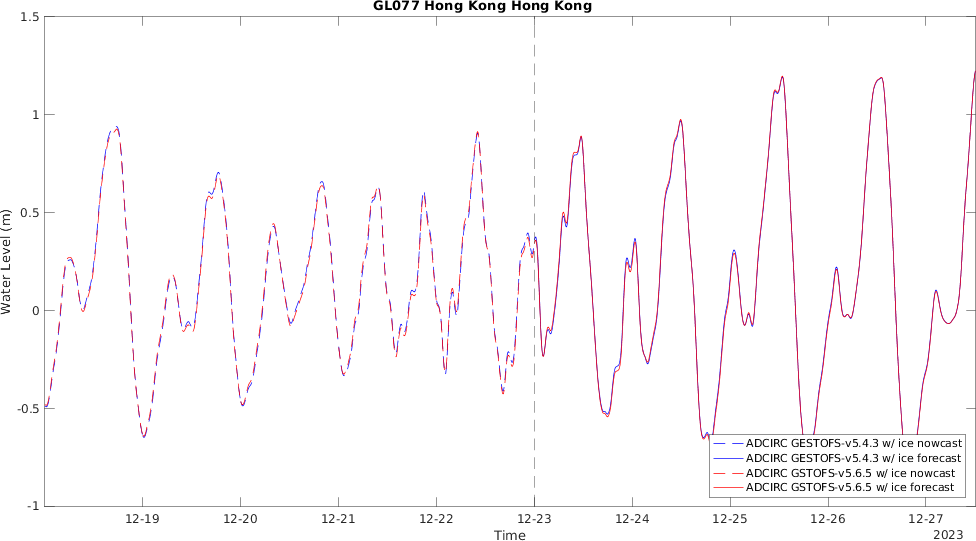 GL077 Hong Kong Hong Kong
1.5
1
0.5
0
-0.5
-1
Water Level (m)
12-19 12-20 12-21 12-22 12-23 12-24 12-25 12-26 12-27
Time
2023
ADCIRC GESTOFS-v5.4.3 w/ ice nowcast
ADCIRC GESTOFS-v5.4.3 w/ ice forecast
ADCIRC GSTOFS-v5.6.5 w/ ice nowcast
ADCIRC GSTOFS-v5.6.5 w/ ice forecast